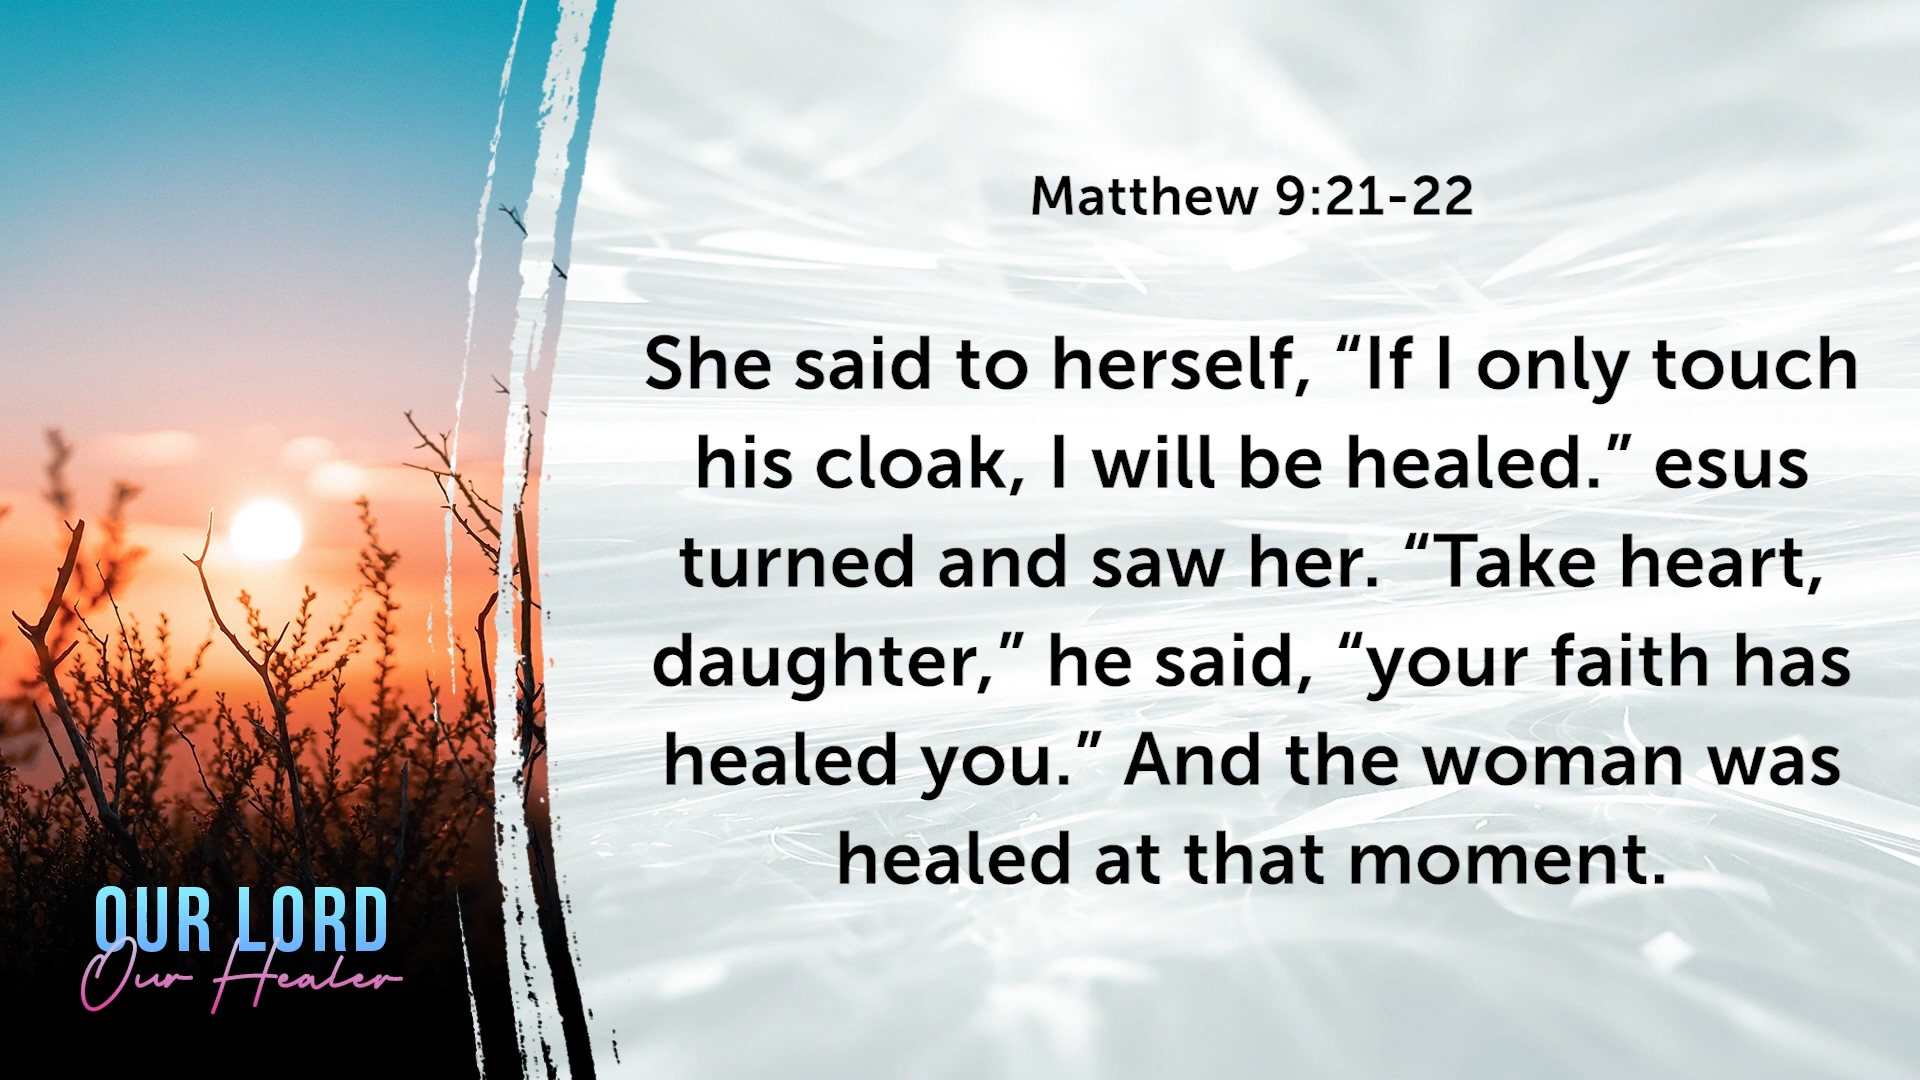 Matthew 9:21-22
She said to herself, “If I only touch
his cloak, I will be healed.” esus
turned and saw her. “Take heart,
daughter,” he said, “your faith has
healed you.” And the woman was
healed at that moment.
OUR LORD
Our Healer